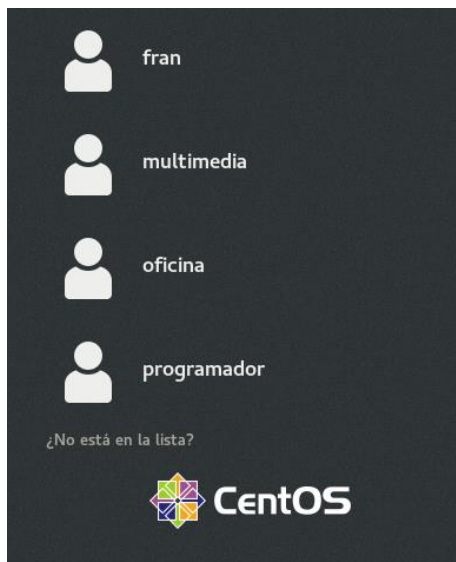 fran
multimedia
oficina
programador
¿No está en la lista?
CentOS